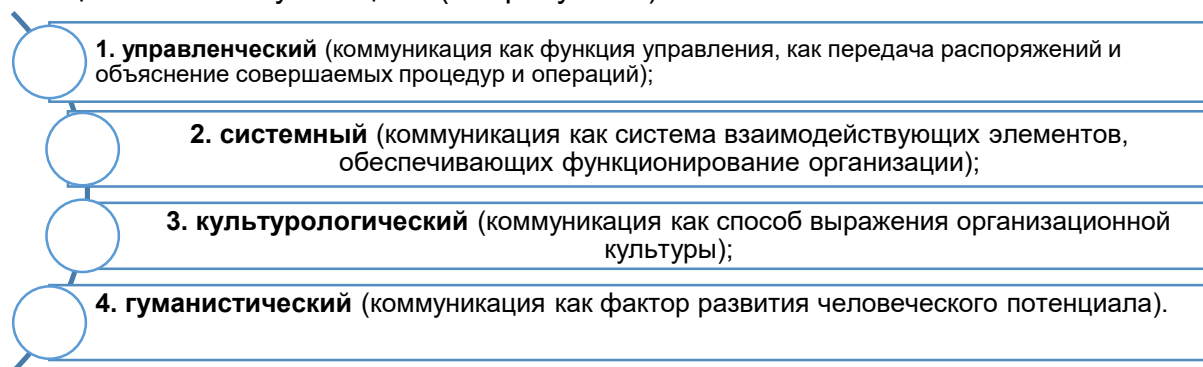 1. управленческий (коммуникация как функция управления, как передача распоряжений и
объяснение совершаемых процедур и операций);
2. системный (коммуникация как система взаимодействующих элементов,
обеспечивающих функционирование организации);
3. культурологический (коммуникация как способ выражения организационной
культуры);
4. гуманистический (коммуникация как фактор развития человеческого потенциала).